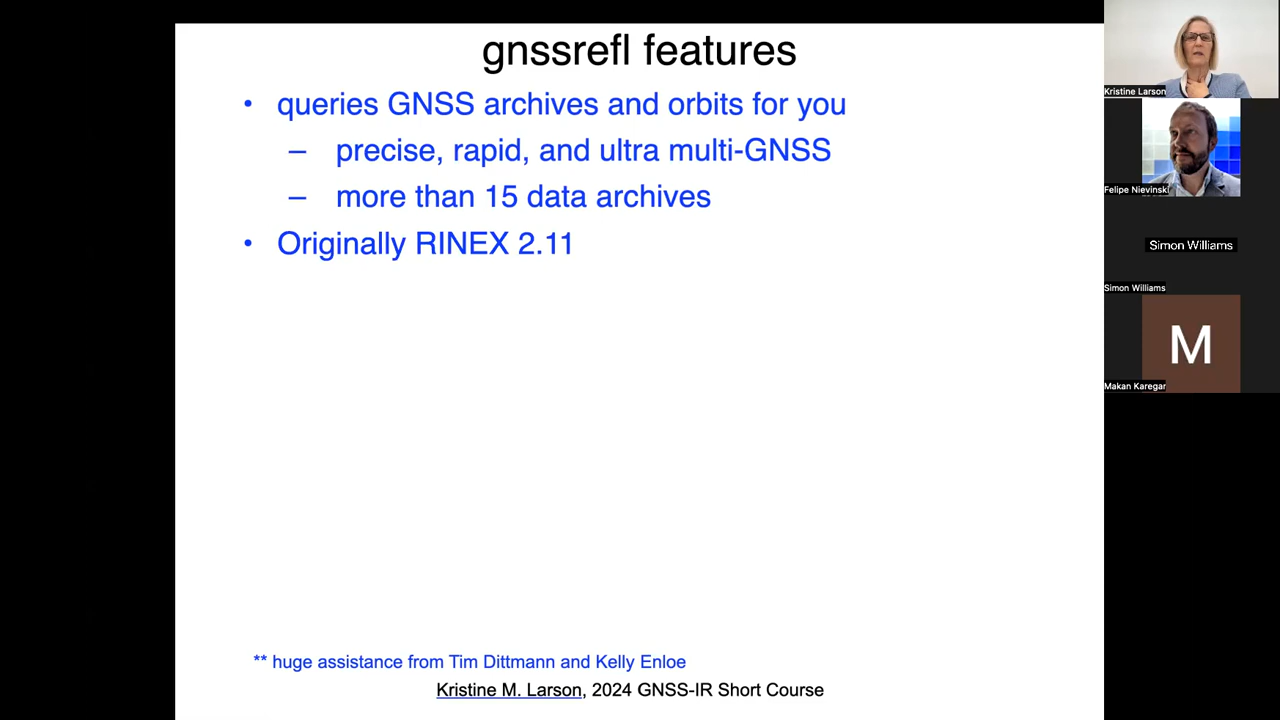 gnssrefl features
• queries GNSS archives and orbits for you
– precise, rapid, and ultra multi-GNSS
– more than 15 data archives
• Originally RINEX 2.11
** huge assistance from Tim Dittmann and Kelly Enloe
Kristine M. Larson, 2024 GNSS-IR Short Course
Kristine Larson
Felipe Nievinski
Simon Williams
Simon Williams
M
Makan Karegar